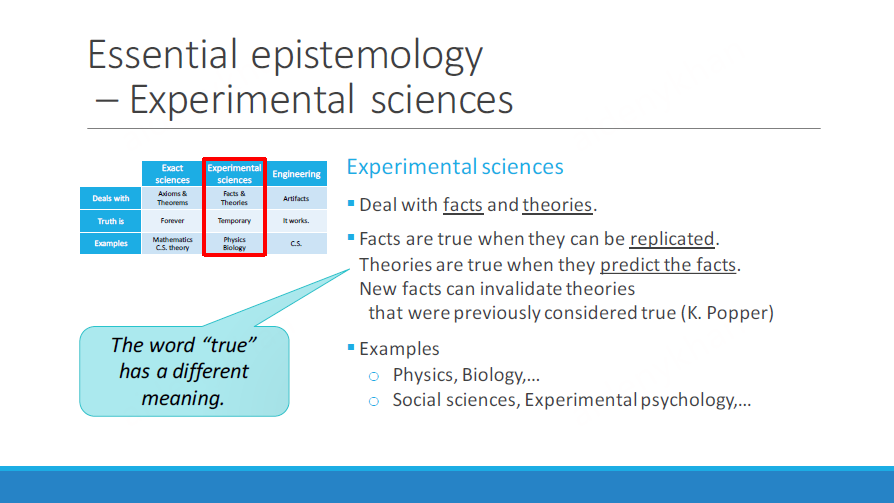 Essential epistemology
– Experimental sciences
Exact sciences Experimental sciences Engineering
Deals with Axioms & Theorems Facts & Theories Artifacts
Truth is Forever Temporary It works.
Examples Mathematics C.S. theory Physics Biology C.S.
The word “true”
has a different
meaning.
Experimental sciences
▪ Deal with facts and theories.
▪ Facts are true when they can be replicated.
Theories are true when they predict the facts.
New facts can invalidate theories
that were previously considered true (K. Popper)
▪ Examples
○ Physics, Biology,...
○ Social sciences, Experimental psychology,...